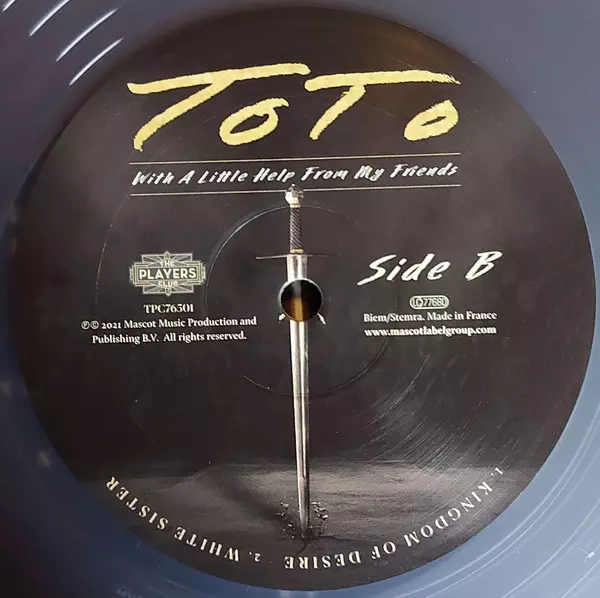 TOTO
With A Little Help From My Friends
THE
PLAYERS
CLUB
TPC76501
℗© 2021 Mascot Music Production and
Publishing B.V. All rights reserved.
Side B
LC77680
Biem/Stemra. Made in France
www.mascotlabelgroup.com
1. KINGDOM OF DESIRE 2. WHITE SISTER